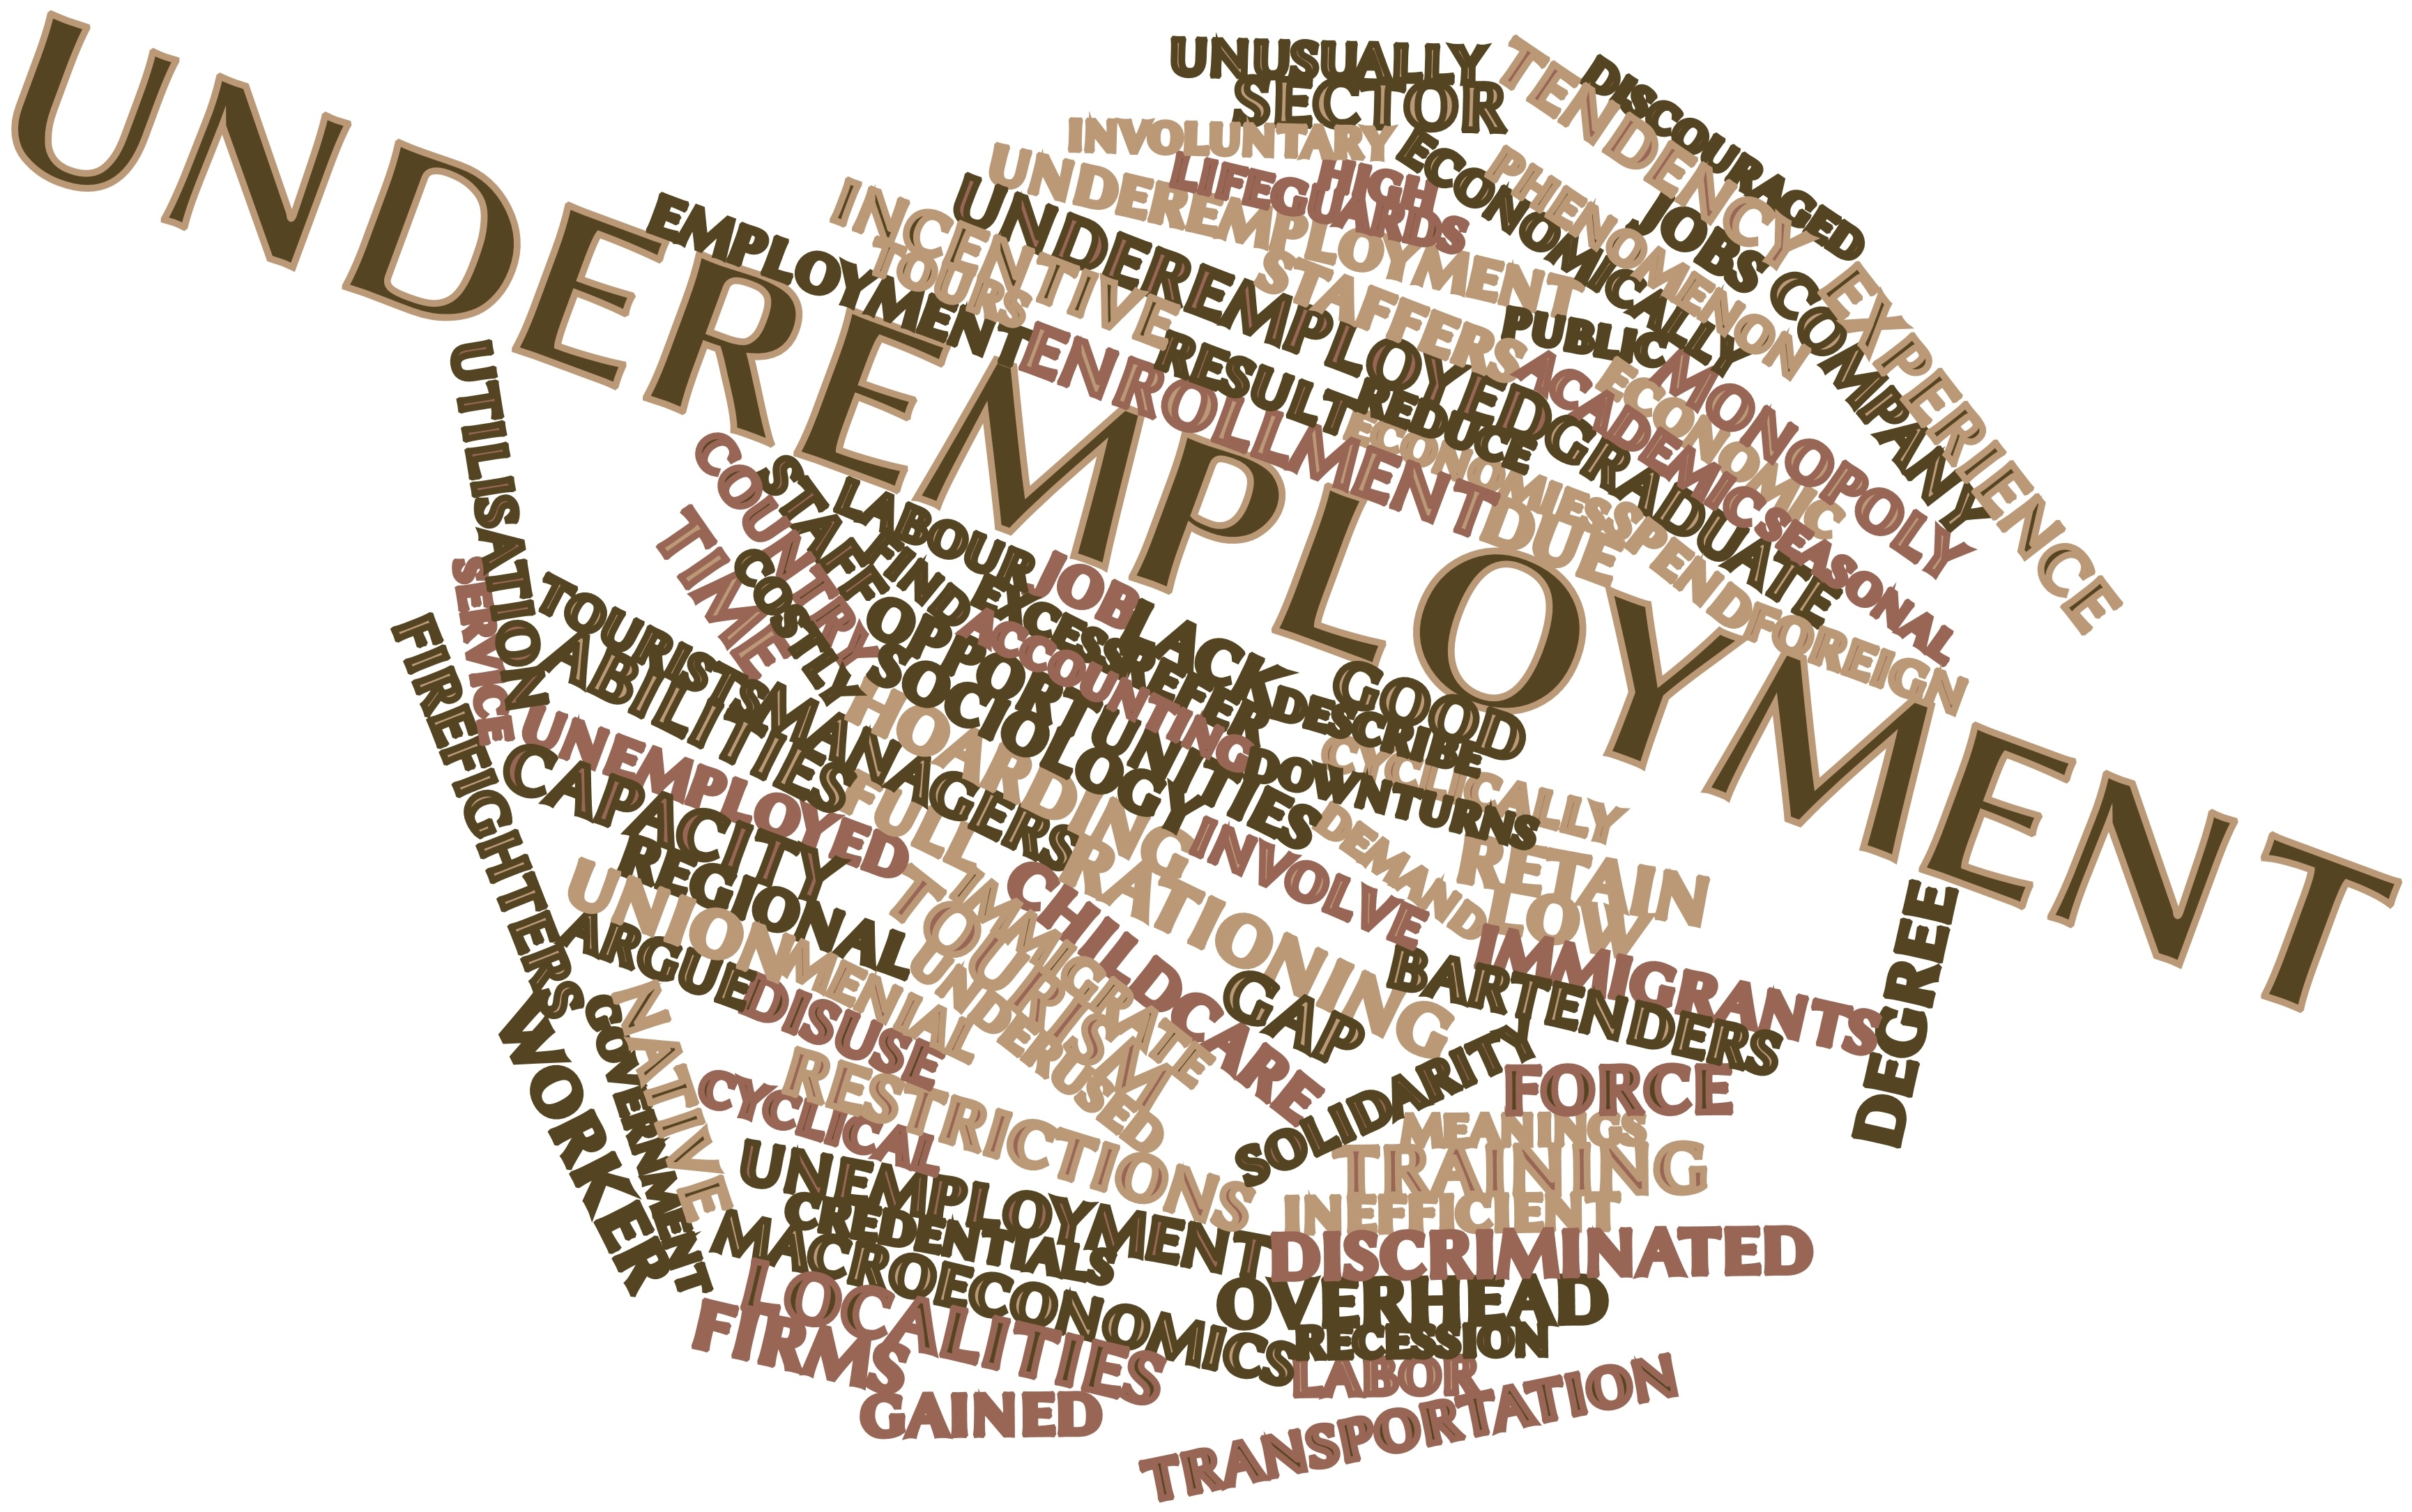 UNDEREMPLOYMENT
UNUSUALLY
SECTOR
TENDENCY
DISCOURAGED
INVOLUNTARY
ECONOMICALLY
PHENOMENON
JOBS
COMPANY
EXPERIENCE
UNDEREMPLOYMENT
LIFEGUARDS
HIGH
INCENTIVE
UNDEREMPLOYED
EMPLOYMENT
TOURS
STAFFERS
PUBLIC
ENROLLMENT
RESULT
REDUCE
ACADEMICS
ECONOMIC
MONOPOLY
ECONOMIES
GRADUATE
DUE
SPEND
SEASONAL
FOREIGN
UTILISATION
SERVICE
FIREFIGHTERS
COUNTRY
TIME
STAFF
COSTLY
LABOUR
INDEX
EXCESS
JOB
LACK
PREFER
ACCOUNTING
OPPORTUNITIES
SOCIOLOGY
GOOD
DESCRIBE
TOURISTS
ABILITIES
MANAGERS
HOARDING
CYCLICALLY
DOWNTURNS
UNEMPLOYED
CAPACITY
FULL
RATIONING
INVOLVE
DEMAND
RETAIN
LOW
REGIONAL
UNION
ARGUE
MENIAL
TOURISM
IMMIGRATE
UNDERUSED
CHILDCARE
GAP
BARTENDERS
IMMIGRANTS
DEGREE
DISUSE
WORKER
GOVERNMENT
NATIVE
CYCLICAL
RESTRICTIONS
SOLIDARITY
FORCE
MEANINGS
TRAINING
INEFFICIENT
UNEMPLOYMENT
CREDENTIALS
MACROECONOMICS
DISCRIMINATED
OVERHEAD
RECESSION
LOCALITIES
FIRMS
LABOR
GAINED
TRANSPORTATION